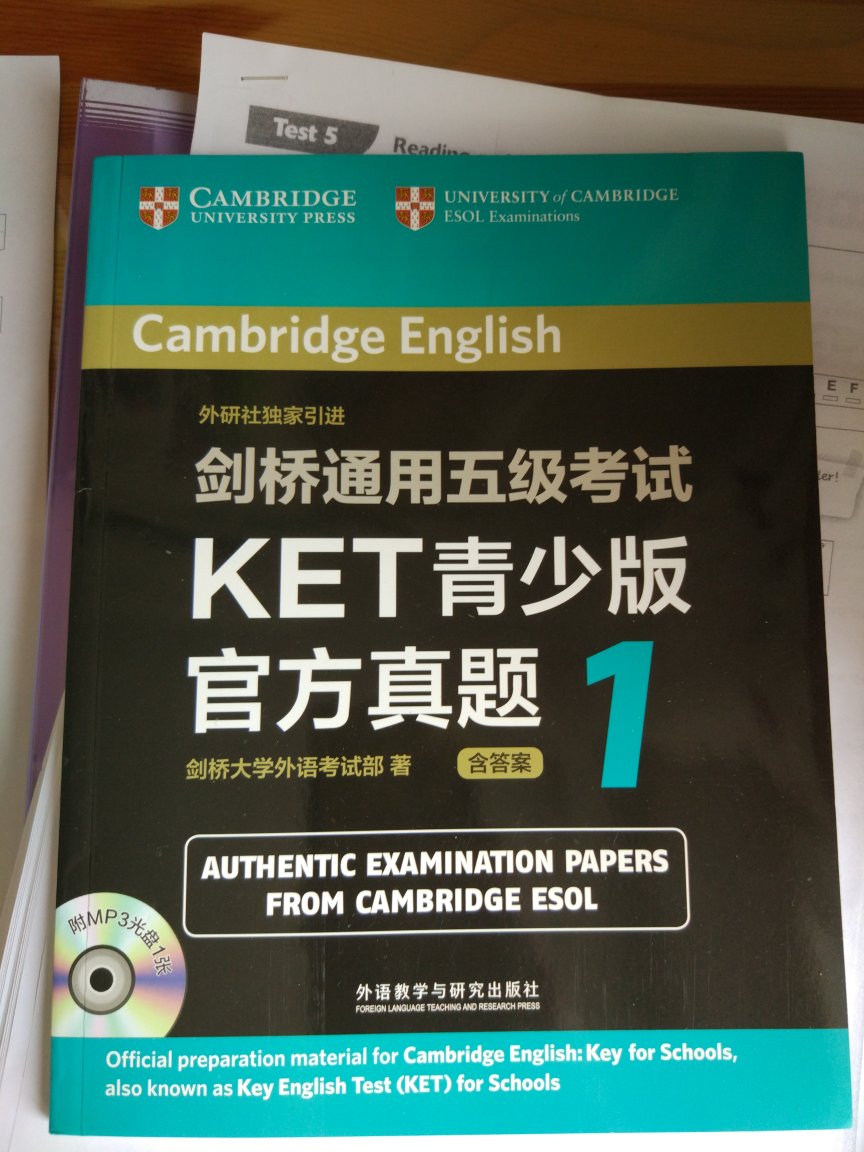 Test 5
CAMBRIDGE
UNIVERSITY PRESS
UNIVERSITY of CAMBRIDGE
ESOL Examinations
Cambridge English
外研社独家引进
剑桥通用五级考试
KET青少版
官方真题 1
剑桥大学外语考试部 著 含答案
AUTHENTIC EXAMINATION PAPERS
FROM CAMBRIDGE ESOL
附MP3光盘1张
外语教学与研究出版社
FOREIGN LANGUAGE TEACHING AND RESEARCH PRESS
Official preparation material for Cambridge English: Key for Schools,
also known as Key English Test (KET) for Schools
E F